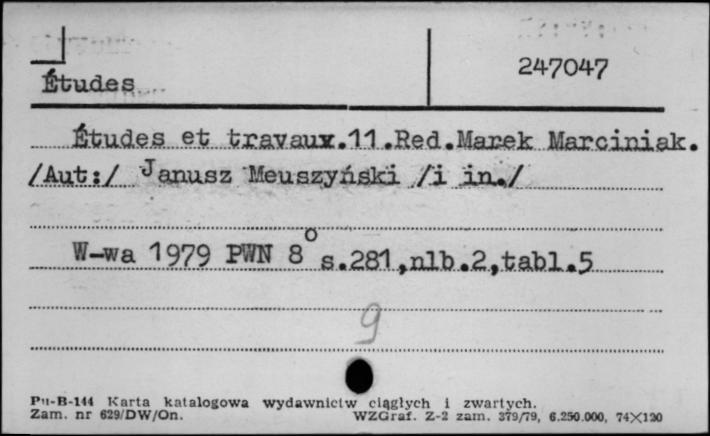 247047
Études
Études et travaux.11.Red.Marek Marciniak.
/Aut:/ Janusz Meuszyński /i in./
W-wa 1979 PWN 8° s.281,nlb.2,tabl.5
9
Pu-B-144 Karta katalogowa wydawnictw ciągłych i zwartych.
Zam. nr 629/DW/On. WZGraf. Z-2 zam. 379/79, 6.250.000, 74×120